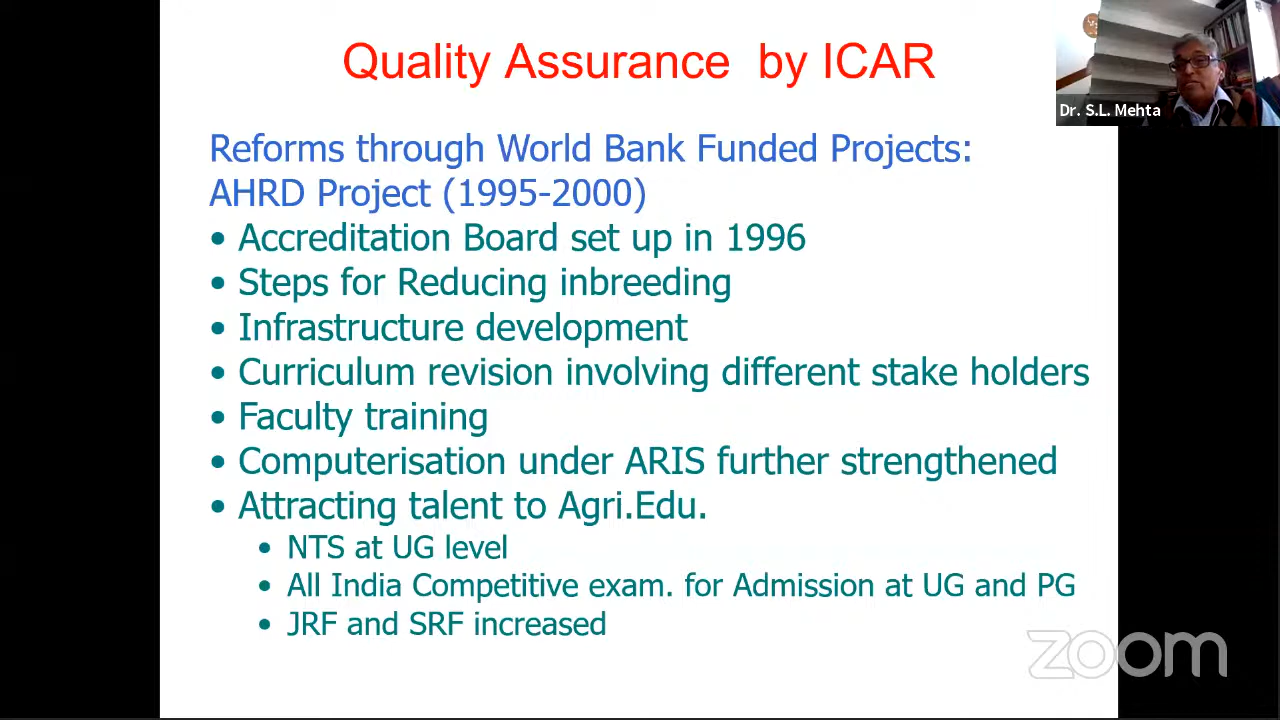 Quality Assurance by ICAR
Dr. S.L. Mehta
Reforms through World Bank Funded Projects:
AHRD Project (1995-2000)
• Accreditation Board set up in 1996
• Steps for Reducing inbreeding
• Infrastructure development
• Curriculum revision involving different stake holders
• Faculty training
• Computerisation under ARIS further strengthened
• Attracting talent to Agri.Edu.
• NTS at UG level
• All India Competitive exam. for Admission at UG and PG
• JRF and SRF increased
zoom